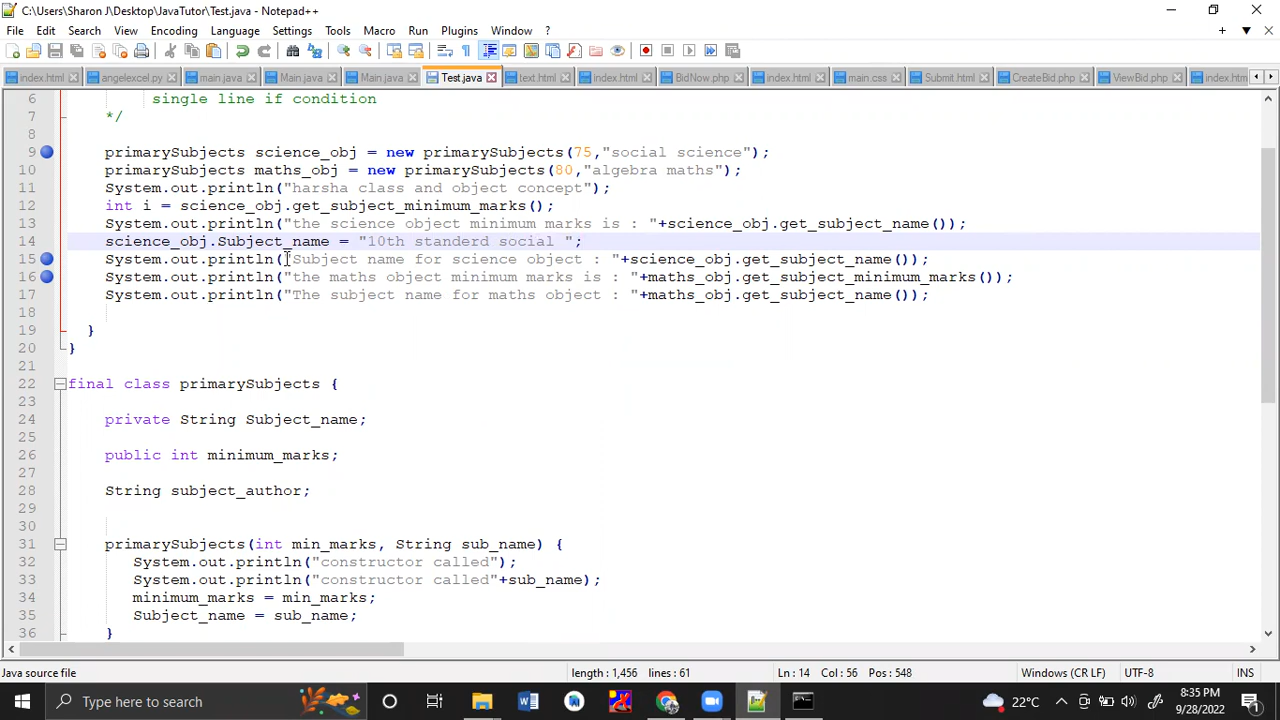 C:\Users\Sharon J\Desktop\JavaTutor\Test.java - Notepad++
File Edit Search View Encoding Language Settings Tools Macro Run Plugins Window ?
index.html angelexcel.py main.java Main.java Main.java Test.java text.html index.html BidNow.php index.html main.css Submit.html CreateBid.php ViewBid.php index.htm
6 single line if condition
7 */
8
9 primarySubjects science_obj = new primarySubjects(75,"social science");
10 primarySubjects maths_obj = new primarySubjects(80,"algebra maths");
11 System.out.println("harsha class and object concept");
12 int i = science_obj.get_subject_minimum_marks();
13 System.out.println("the science object minimum marks is : "+science_obj.get_subject_name());
14 science_obj.Subject_name = "10th standerd social ";
15 System.out.println("Subject name for science object : "+science_obj.get_subject_name());
16 System.out.println("the maths object minimum marks is : "+maths_obj.get_subject_minimum_marks());
17 System.out.println("The subject name for maths object : "+maths_obj.get_subject_name());
18
19 }
20 }
21
22 final class primarySubjects {
23
24 private String Subject_name;
25
26 public int minimum_marks;
27
28 String subject_author;
29
30
31 primarySubjects(int min_marks, String sub_name) {
32 System.out.println("constructor called");
33 System.out.println("constructor called"+sub_name);
34 minimum_marks = min_marks;
35 Subject_name = sub_name;
36 }
Java source file length : 1,456 lines : 61 Ln : 14 Col : 56 Pos : 548 Windows (CR LF) UTF-8 INS
Type here to search 22°C 8:35 PM
9/28/2022